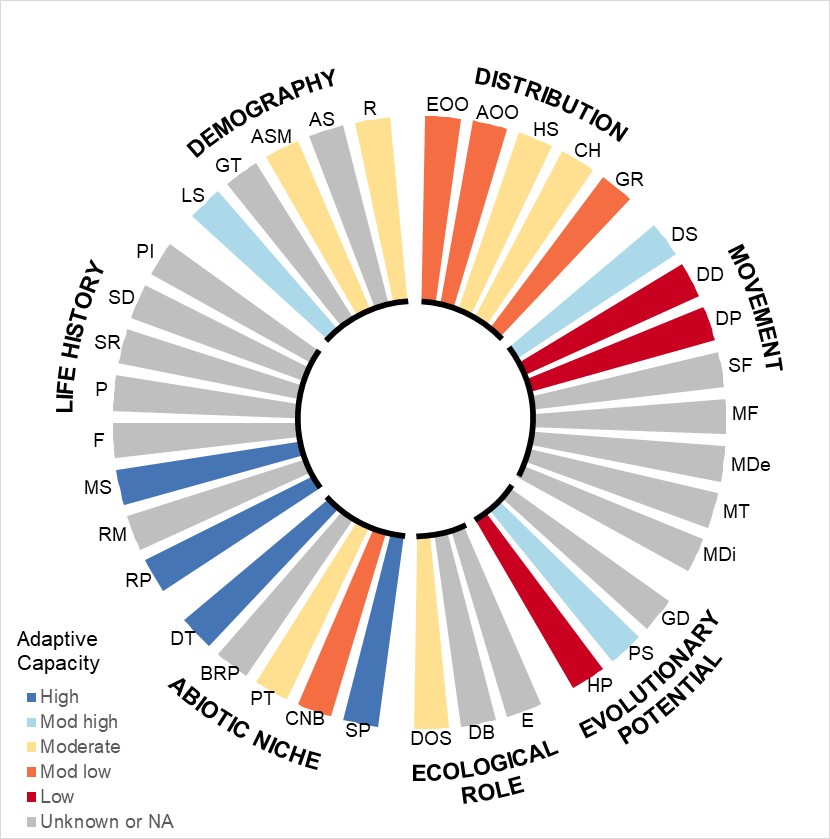 DISTRIBUTION
EOO
AOO
HS
CH
GR
MOVEMENT
DS
DD
DP
SF
MF
MDe
MT
MDi
EVOLUTIONARY
POTENTIAL
GD
PS
HP
ECOLOGICAL
ROLE
E
DB
DOS
ABIOTIC NICHE
SP
CNB
PT
BRP
DT
LIFE HISTORY
RP
RM
MS
F
P
SR
SD
PI
DEMOGRAPHY
LS
GT
ASM
AS
R
Adaptive
Capacity
High
Mod high
Moderate
Mod low
Low
Unknown or NA